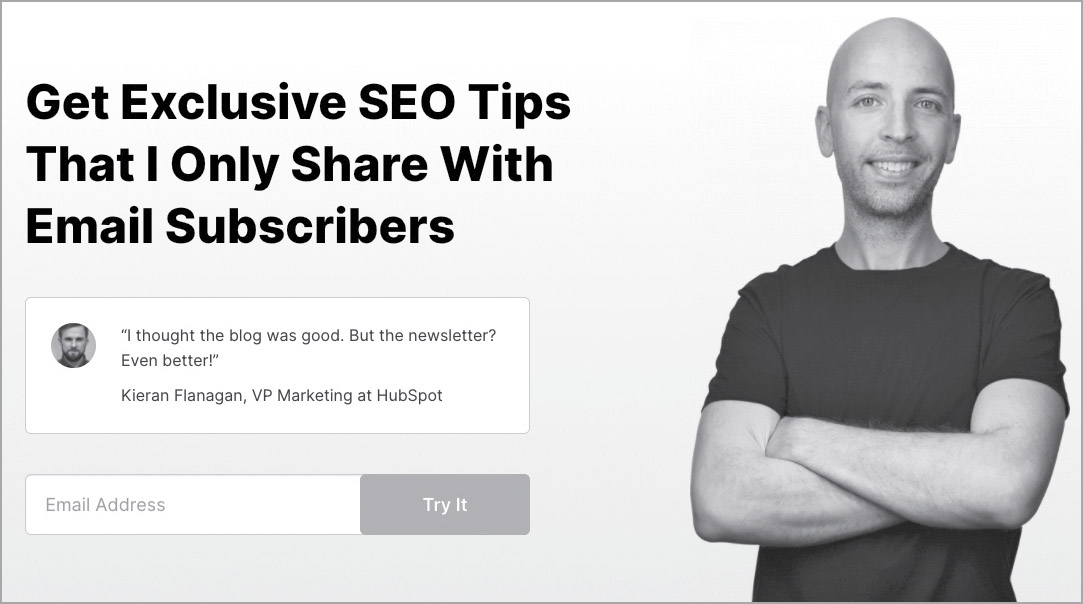 Get Exclusive SEO Tips
That I Only Share With
Email Subscribers
“I thought the blog was good. But the newsletter?
Even better!”
Kieran Flanagan, VP Marketing at HubSpot
Email Address
Try It